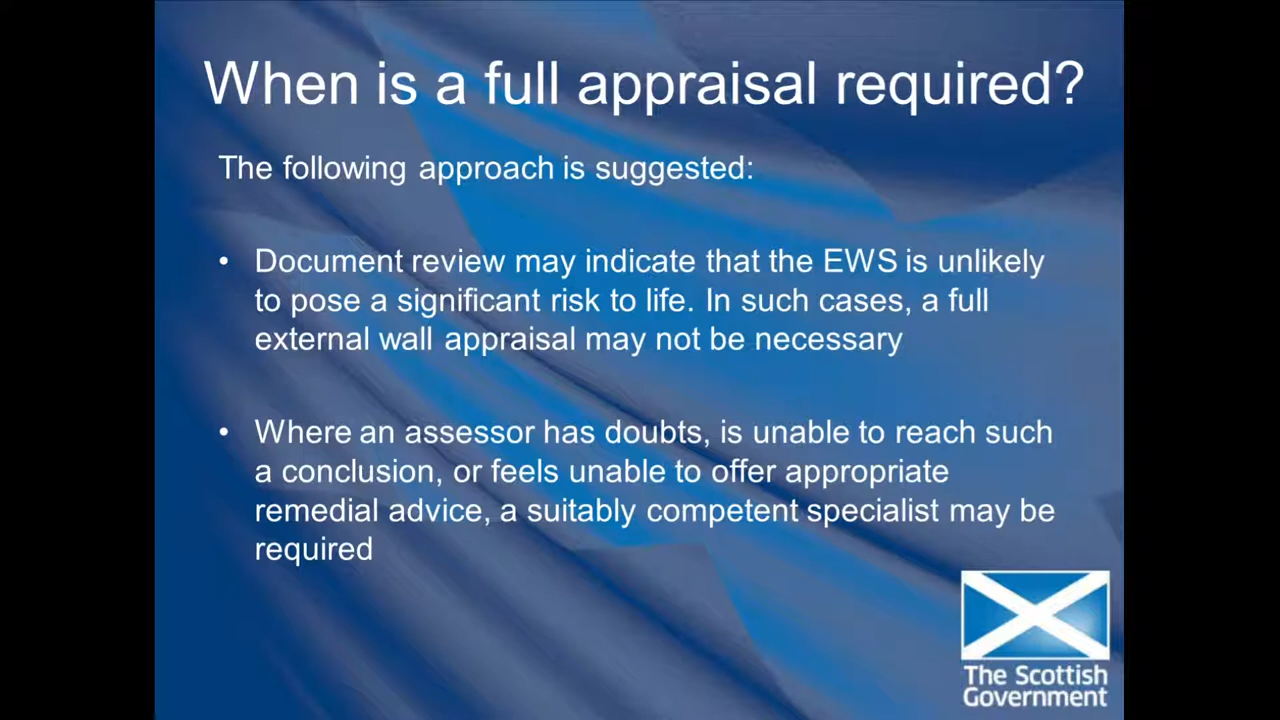 When is a full appraisal required?
The following approach is suggested:
• Document review may indicate that the EWS is unlikely
to pose a significant risk to life. In such cases, a full
external wall appraisal may not be necessary
• Where an assessor has doubts, is unable to reach such
a conclusion, or feels unable to offer appropriate
remedial advice, a suitably competent specialist may be
required
The Scottish
Government